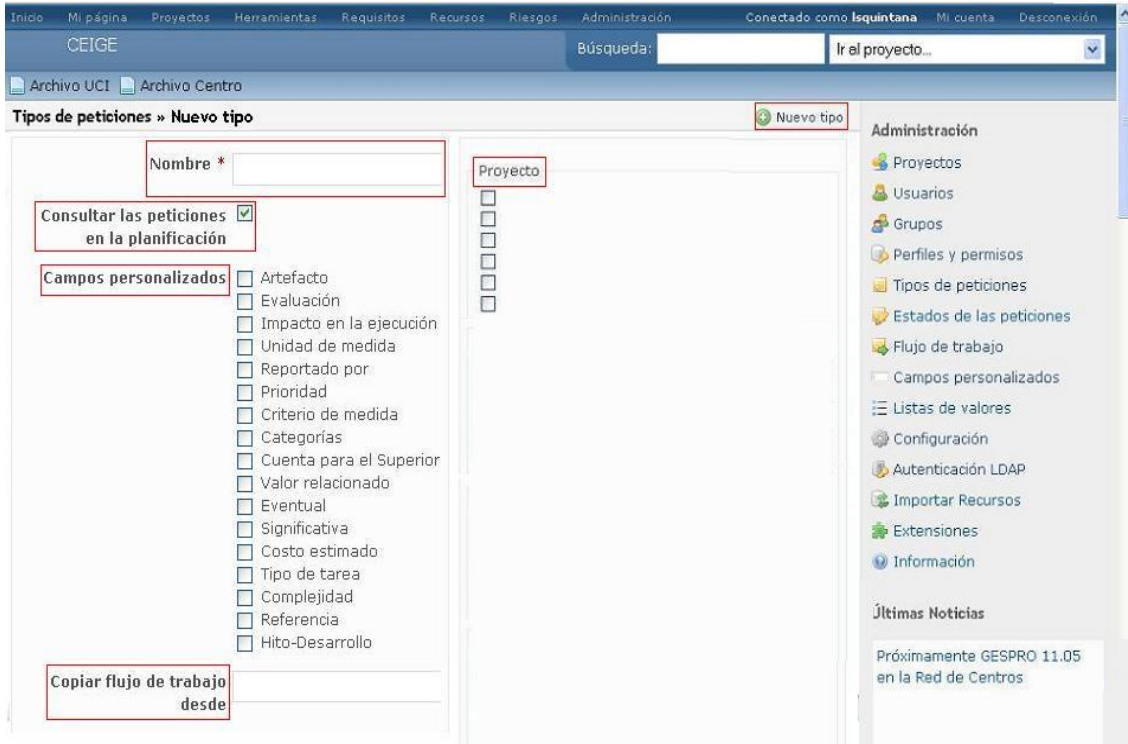 Inicio Mi página Proyectos Herramientas Requisitos Recursos Riesgos Administración Conectado como lsquintana Mi cuenta Desconexión
CEIGE Búsqueda: Ir al proyecto...
Archivo UCI Archivo Centro
Tipos de peticiones » Nuevo tipo
Nuevo tipo
Nombre *
Consultar las peticiones
en la planificación
Campos personalizados
Artefacto
Evaluación
Impacto en la ejecución
Unidad de medida
Reportado por
Prioridad
Criterio de medida
Categorías
Cuenta para el Superior
Valor relacionado
Eventual
Significativa
Costo estimado
Tipo de tarea
Complejidad
Referencia
Hito-Desarrollo
Copiar flujo de trabajo
desde
Proyecto
Administración
Proyectos
Usuarios
Grupos
Perfiles y permisos
Tipos de peticiones
Estados de las peticiones
Flujo de trabajo
Campos personalizados
Listas de valores
Configuración
Autenticación LDAP
Importar Recursos
Extensiones
Información
Últimas Noticias
Próximamente GESPRO 11.05
en la Red de Centros